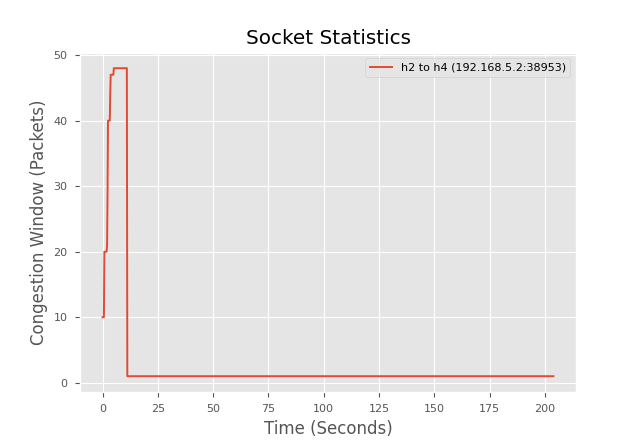 Socket Statistics
h2 to h4 (192.168.5.2:38953)
Congestion Window (Packets)
50
40
30
20
10
0
0 25 50 75 100 125 150 175 200
Time (Seconds)